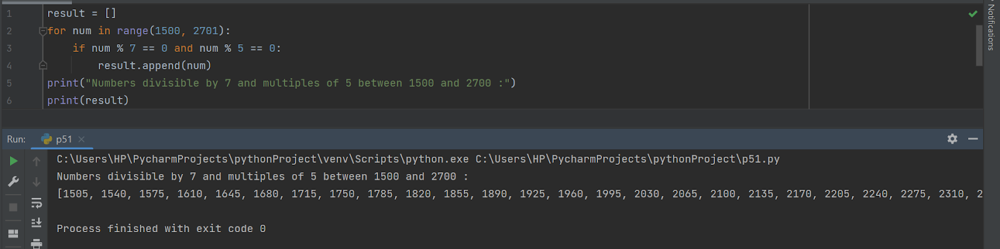 1 result = []
2 for num in range(1500, 2701):
3 if num % 7 == 0 and num % 5 == 0:
4 result.append(num)
5 print("Numbers divisible by 7 and multiples of 5 between 1500 and 2700 :")
6 print(result)
Notifications
Run: p51
C:\Users\HP\PycharmProjects\pythonProject\venv\Scripts\python.exe C:\Users\HP\PycharmProjects\pythonProject\p51.py
Numbers divisible by 7 and multiples of 5 between 1500 and 2700 :
[1505, 1540, 1575, 1610, 1645, 1680, 1715, 1750, 1785, 1820, 1855, 1890, 1925, 1960, 1995, 2030, 2065, 2100, 2135, 2170, 2205, 2240, 2275, 2310, 2
Process finished with exit code 0